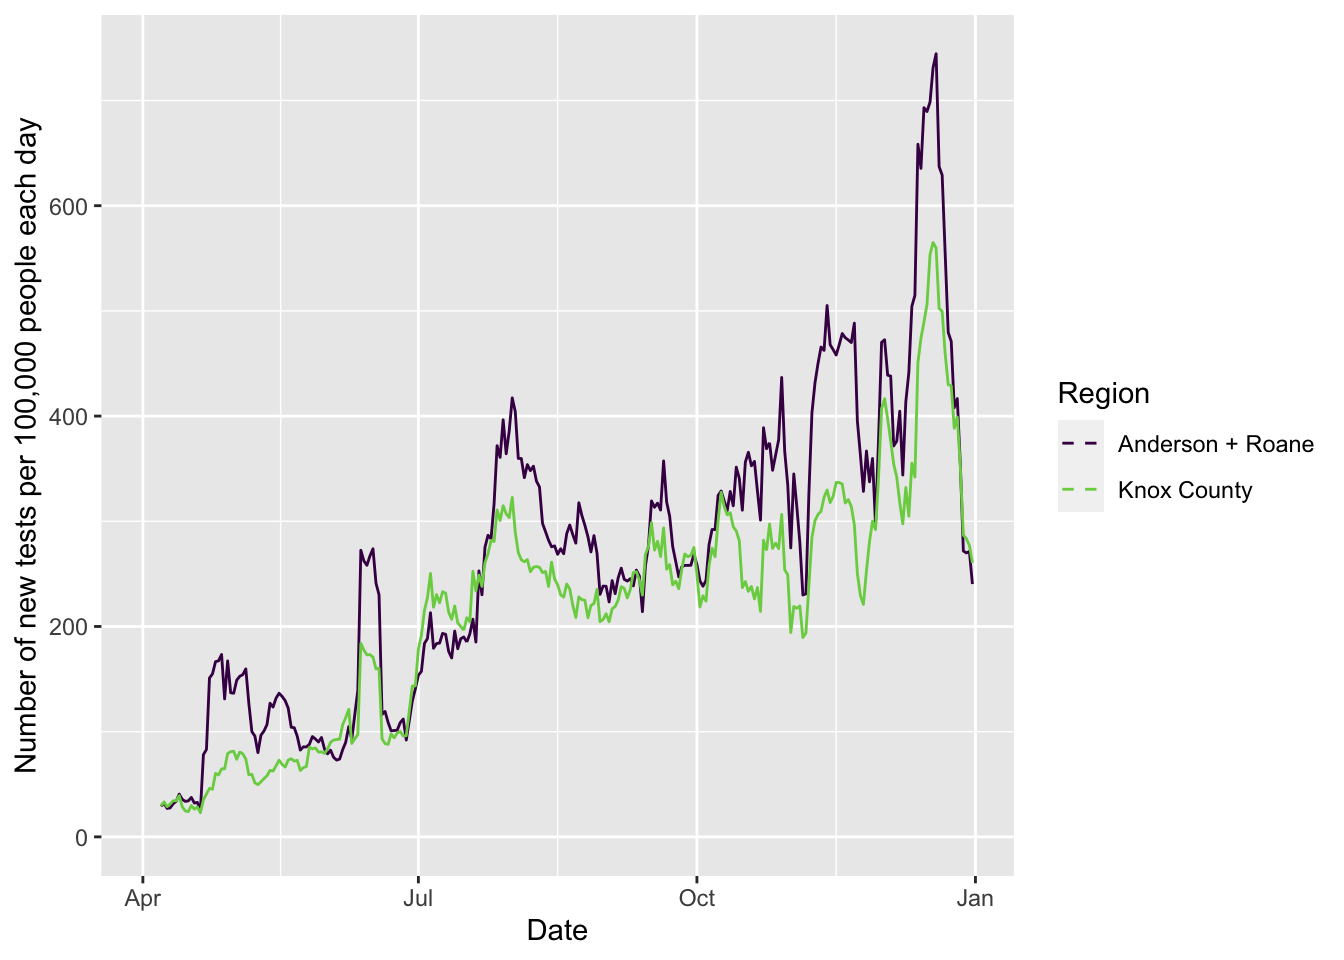 Number of new tests per 100,000 people each day
600
400
200
0
Apr
Jul
Oct
Jan
Date
Region
Anderson + Roane
Knox County